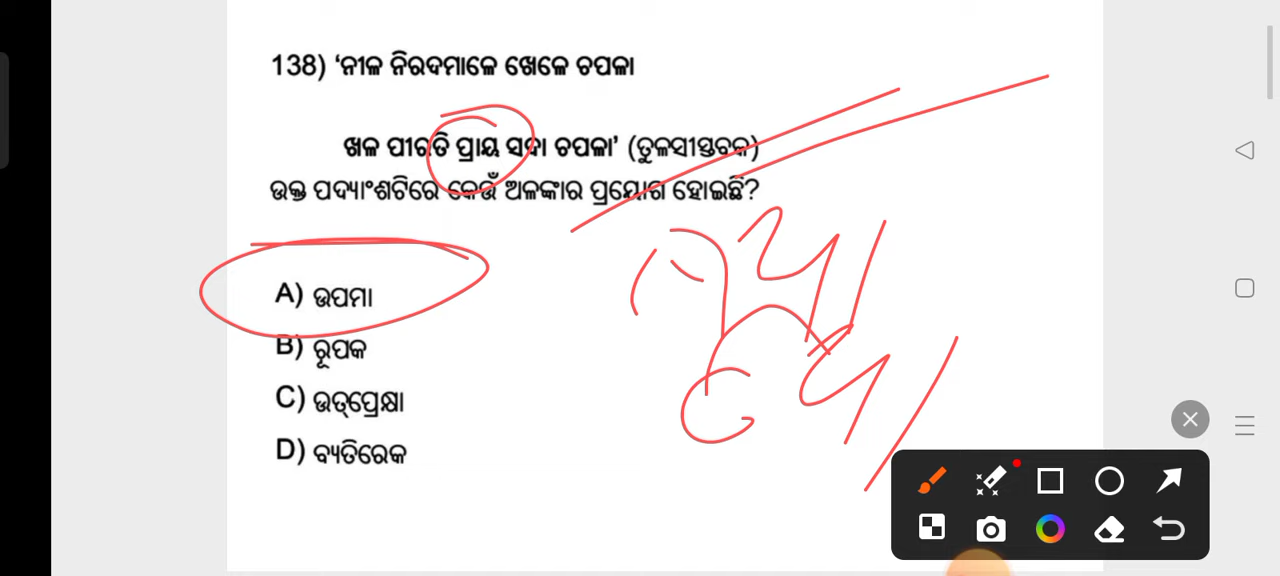 138) ‘ନୀଳ ନିରଦମାଳେ ଖେଳେ ଚପଳା
ଖଳ ପୀରତି ପ୍ରାୟ ସଦା ଚପଳା’ (ତୁଳସୀସ୍ତବକ)
ଉକ୍ତ ପଦ୍ୟାଂଶଟିରେ କେଉଁ ଅଳଙ୍କାର ପ୍ରୟୋଗ ହୋଇଛି?
A) ଉପମା
B) ରୂପକ
C) ଉତ୍‌ପ୍ରେକ୍ଷା
D) ବ୍ୟତିରେକ